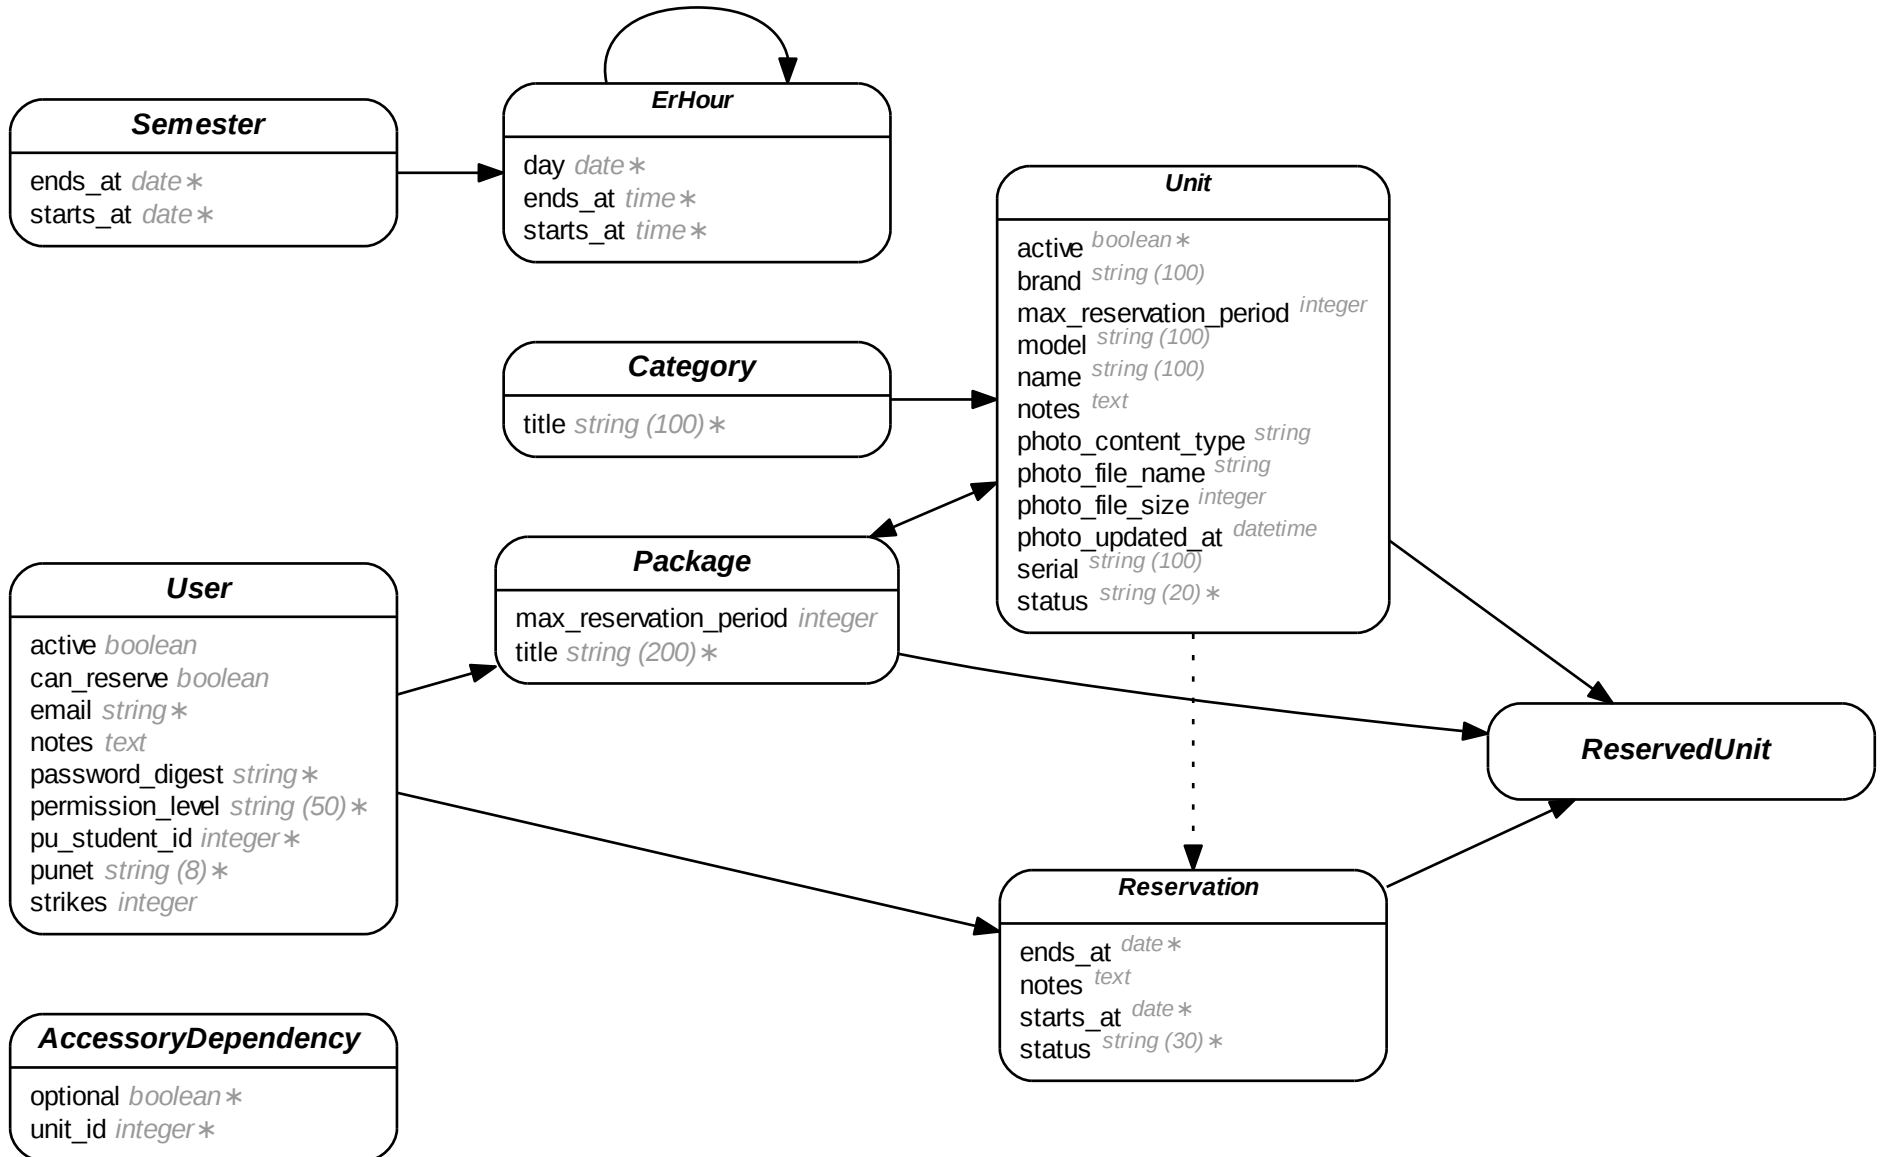 Semester
ends_at date∗
starts_at date∗
ErHour
day date∗
ends_at time∗
starts_at time∗
Unit
active boolean∗
brand string (100)
max_reservation_period integer
model string (100)
name string (100)
notes text
photo_content_type string
photo_file_name string
photo_file_size integer
photo_updated_at datetime
serial string (100)
status string (20)∗
Category
title string (100)∗
Package
max_reservation_period integer
title string (200)∗
User
active boolean
can_reserve boolean
email string∗
notes text
password_digest string∗
permission_level string (50)∗
pu_student_id integer∗
punet string (8)∗
strikes integer
ReservedUnit
Reservation
ends_at date∗
notes text
starts_at date∗
status string (30)∗
AccessoryDependency
optional boolean∗
unit_id integer∗